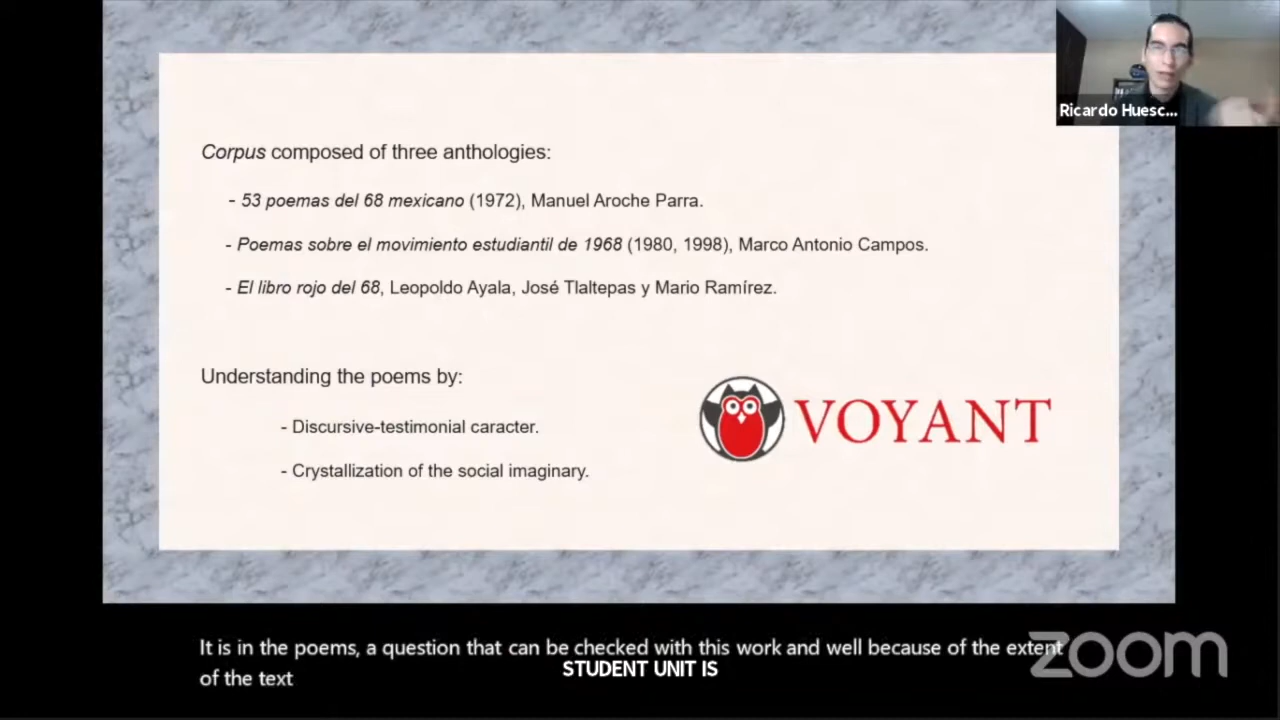 Ricardo Huesc...
Corpus composed of three anthologies:
- 53 poemas del 68 mexicano (1972), Manuel Aroche Parra.
- Poemas sobre el movimiento estudiantil de 1968 (1980, 1998), Marco Antonio Campos.
- El libro rojo del 68, Leopoldo Ayala, José Tlaltepas y Mario Ramírez.
Understanding the poems by:
- Discursive-testimonial caracter.
- Crystallization of the social imaginary.
VOYANT
It is in the poems, a question that can be checked with this work and well because of the extent
of the text
STUDENT UNIT IS
zoom